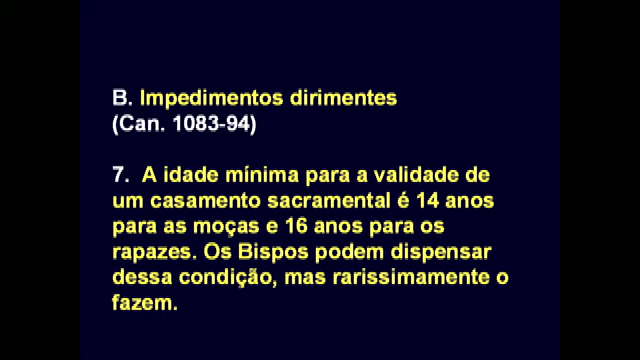 B. Impedimentos dirimentes
(Can. 1083-94)
7. A idade mínima para a validade de
um casamento sacramental é 14 anos
para as moças e 16 anos para os
rapazes. Os Bispos podem dispensar
dessa condição, mas rarissimamente o
fazem.